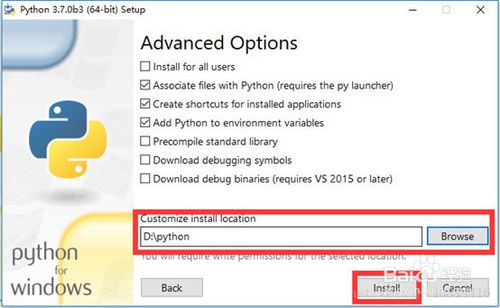 Python 3.7.0b3 (64-bit) Setup
Advanced Options
Install for all users
Associate files with Python (requires the py launcher)
Create shortcuts for installed applications
Add Python to environment variables
Precompile standard library
Download debugging symbols
Download debug binaries (requires VS 2015 or later)
Customize install location
D:\python
Browse
You will require write permissions for the selected location.
python
for
windows
Back
Install
Cancel